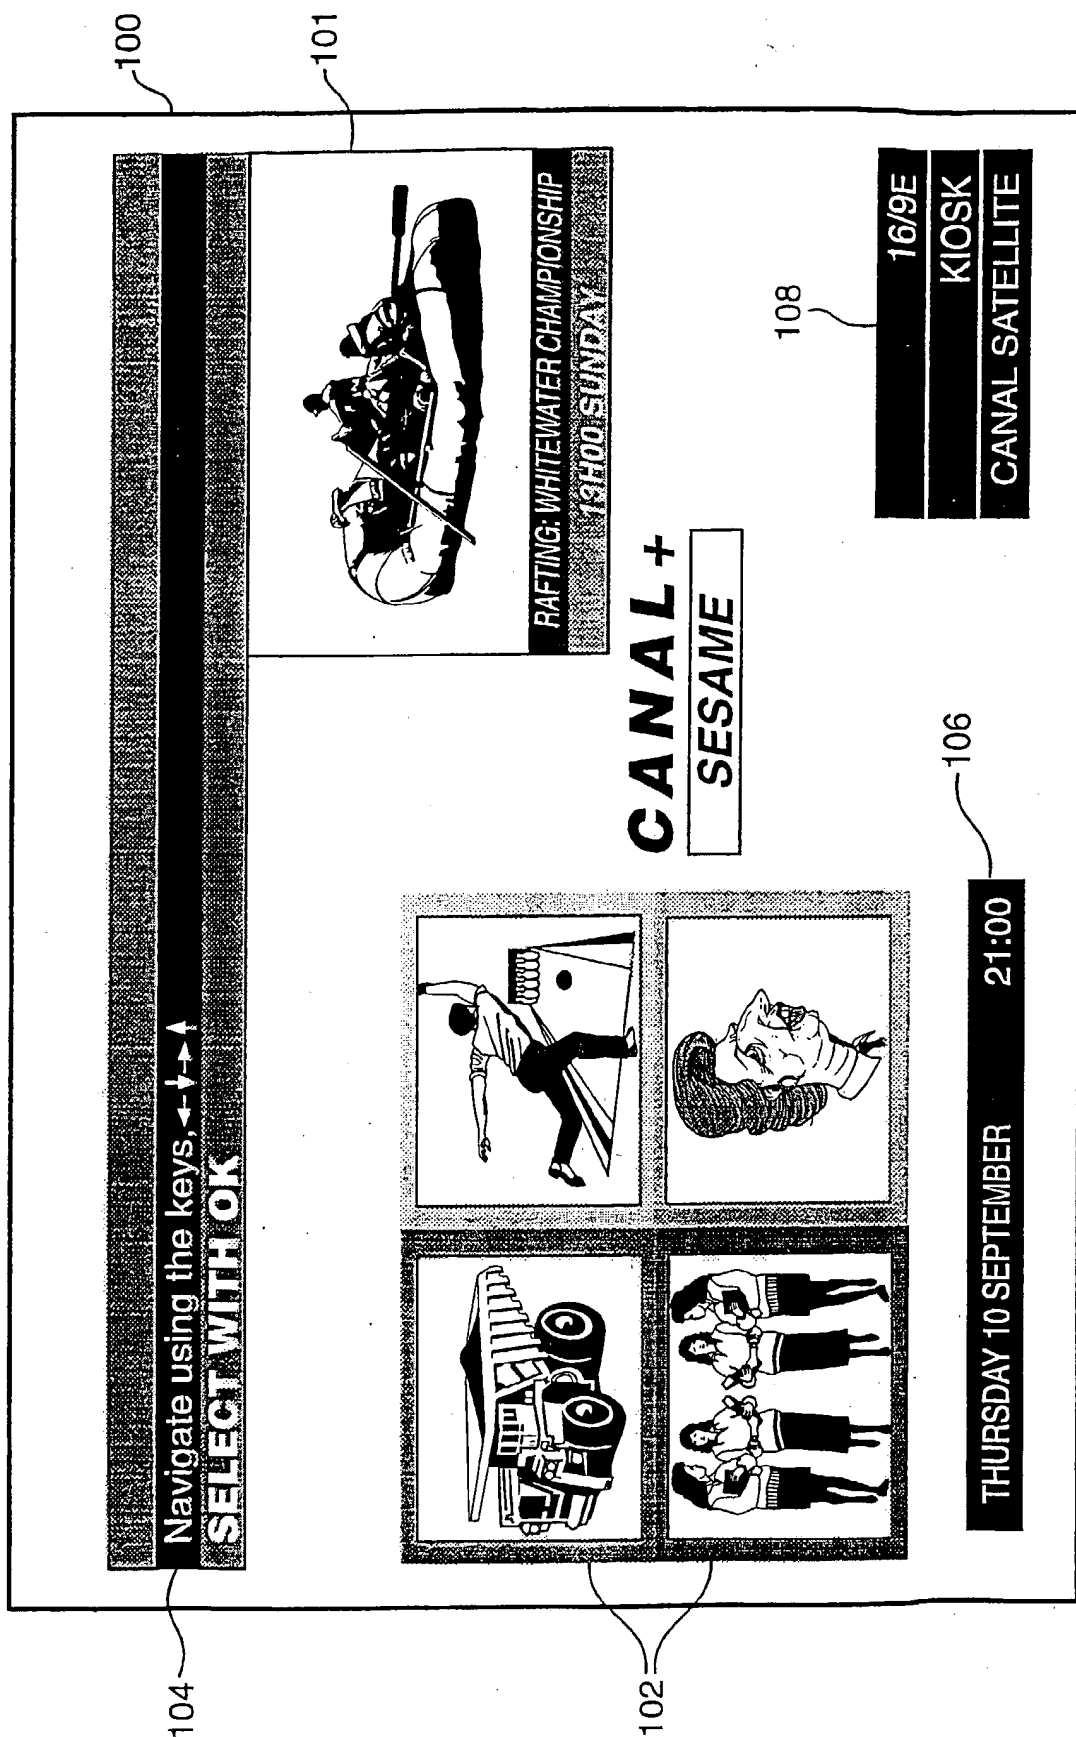 100
101
104
Navigate using the keys, ←↓→↑
SELECT WITH OK
RAFTING: WHITEWATER CHAMPIONSHIP
13H00 SUNDAY
CANAL+
SESAME
102
108
16/9E
KIOSK
CANAL SATELLITE
106
THURSDAY 10 SEPTEMBER 21:00